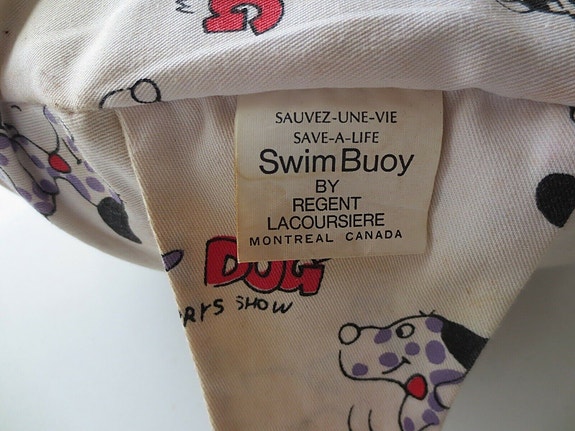 G
SAUVEZ-UNE-VIE
SAVE-A-LIFE
Swim Buoy
BY
REGENT
LACOURSIERE
MONTREAL CANADA
DOG
SHOW